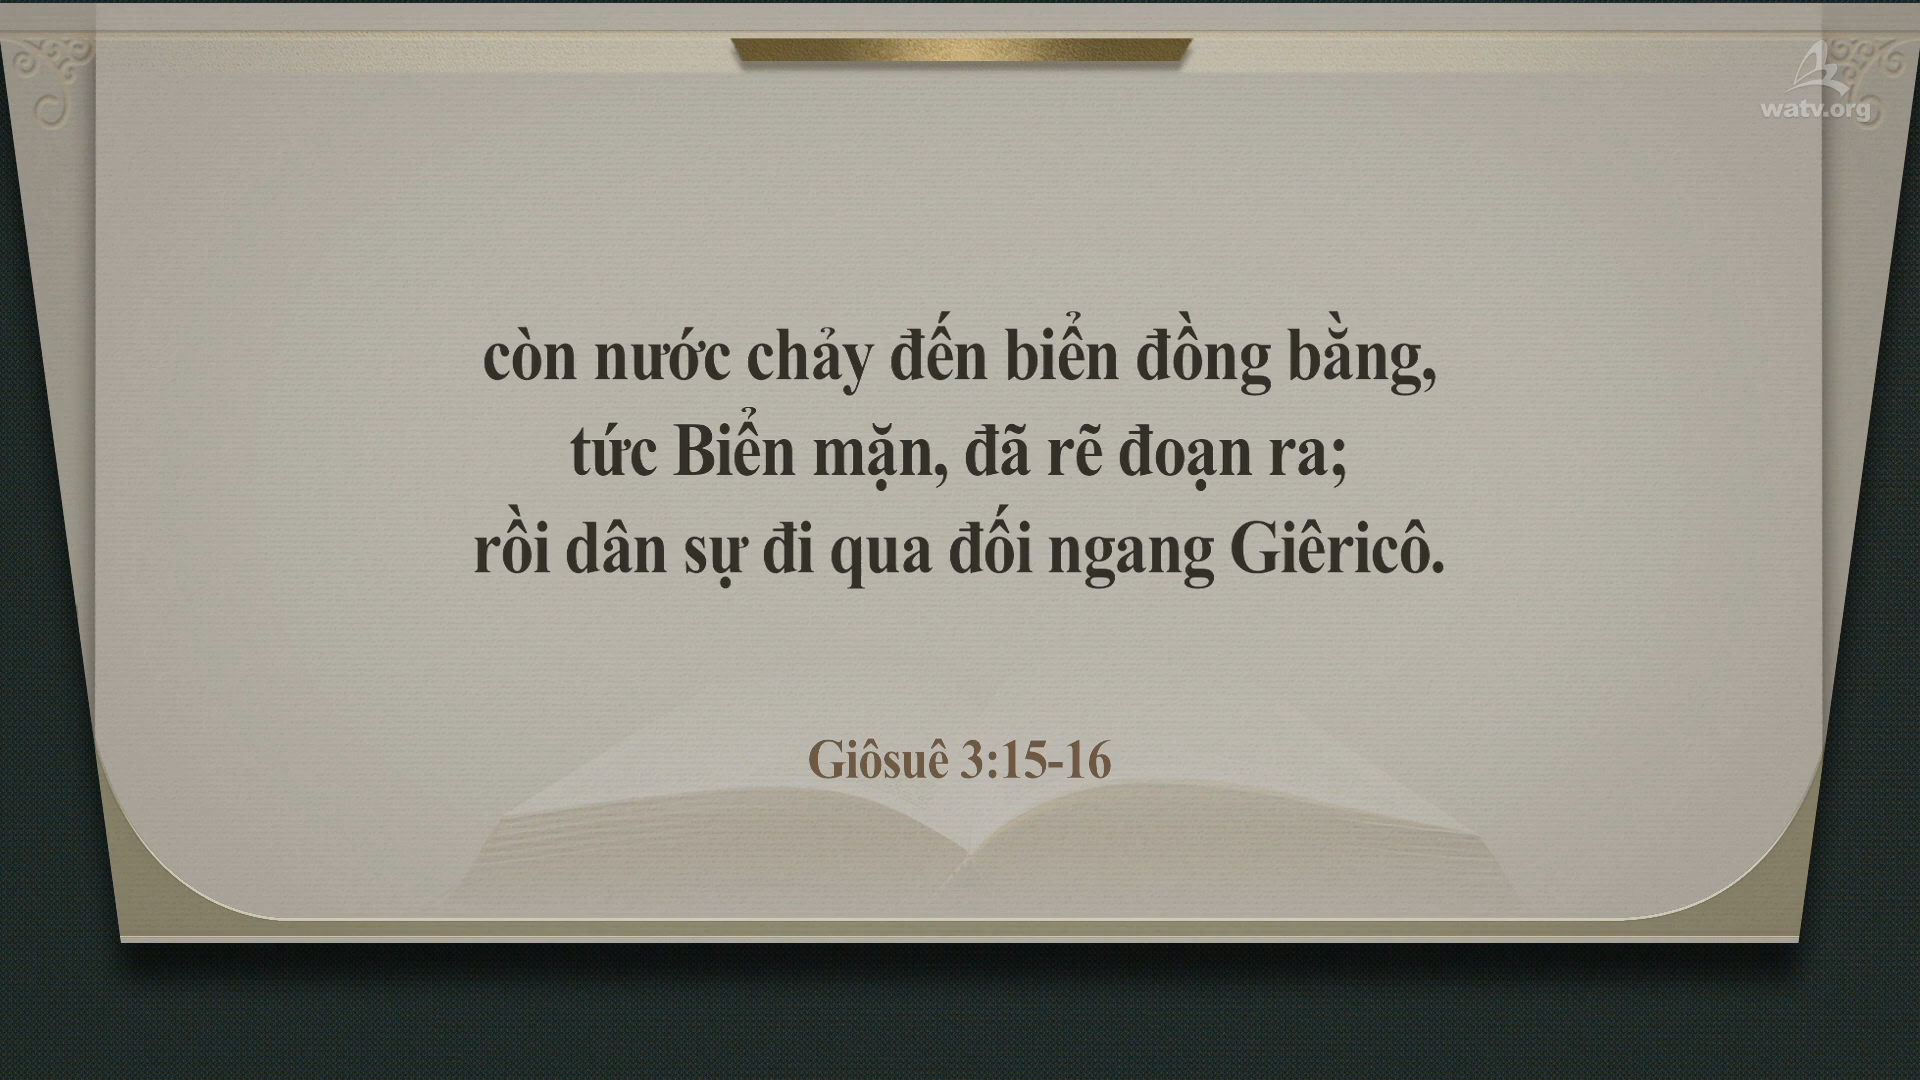 watv.org
còn nước chảy đến biển đồng bằng,
tức Biển mặn, đã rẽ đoạn ra;
rồi dân sự đi qua đối ngang Giêricô.
Giôsuê 3:15-16